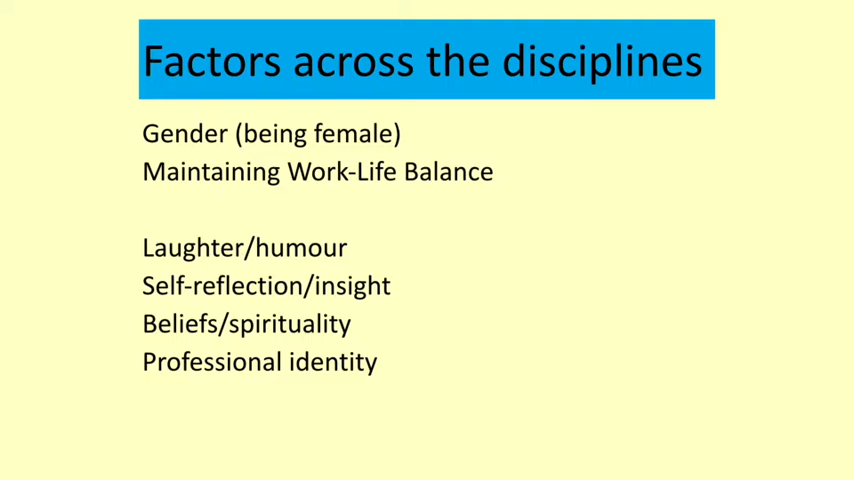 Factors across the disciplines
Gender (being female)
Maintaining Work-Life Balance
Laughter/humour
Self-reflection/insight
Beliefs/spirituality
Professional identity